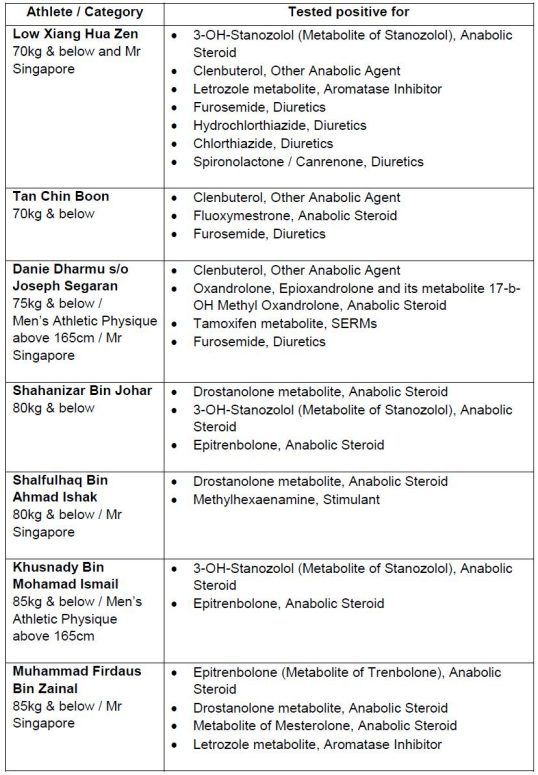 Athlete / Category
Tested positive for
Low Xiang Hua Zen
70kg & below and Mr
Singapore
• 3-OH-Stanozolol (Metabolite of Stanozolol), Anabolic
Steroid
• Clenbuterol, Other Anabolic Agent
• Letrozole metabolite, Aromatase Inhibitor
• Furosemide, Diuretics
• Hydrochlorthiazide, Diuretics
• Chlorthiazide, Diuretics
• Spironolactone / Canrenone, Diuretics
Tan Chin Boon
70kg & below
• Clenbuterol, Other Anabolic Agent
• Fluoxymestrone, Anabolic Steroid
• Furosemide, Diuretics
Danie Dharmu s/o
Joseph Segaran
75kg & below /
Men's Athletic Physique
above 165cm / Mr
Singapore
• Clenbuterol, Other Anabolic Agent
• Oxandrolone, Epioxandrolone and its metabolite 17-b-
OH Methyl Oxandrolone, Anabolic Steroid
• Tamoxifen metabolite, SERMs
• Furosemide, Diuretics
Shahanizar Bin Johar
80kg & below
• Drostanolone metabolite, Anabolic Steroid
• 3-OH-Stanozolol (Metabolite of Stanozolol), Anabolic
Steroid
• Epitrenbolone, Anabolic Steroid
Shalfulhaq Bin
Ahmad Ishak
80kg & below / Mr
Singapore
• Drostanolone metabolite, Anabolic Steroid
• Methylhexaenamine, Stimulant
Khusnady Bin
Mohamad Ismail
85kg & below / Men's
Athletic Physique
above 165cm
• 3-OH-Stanozolol (Metabolite of Stanozolol), Anabolic
Steroid
• Epitrenbolone, Anabolic Steroid
Muhammad Firdaus
Bin Zainal
85kg & below / Mr
Singapore
• Epitrenbolone (Metabolite of Trenbolone), Anabolic
Steroid
• Drostanolone metabolite, Anabolic Steroid
• Metabolite of Mesterolone, Anabolic Steroid
• Letrozole metabolite, Aromatase Inhibitor